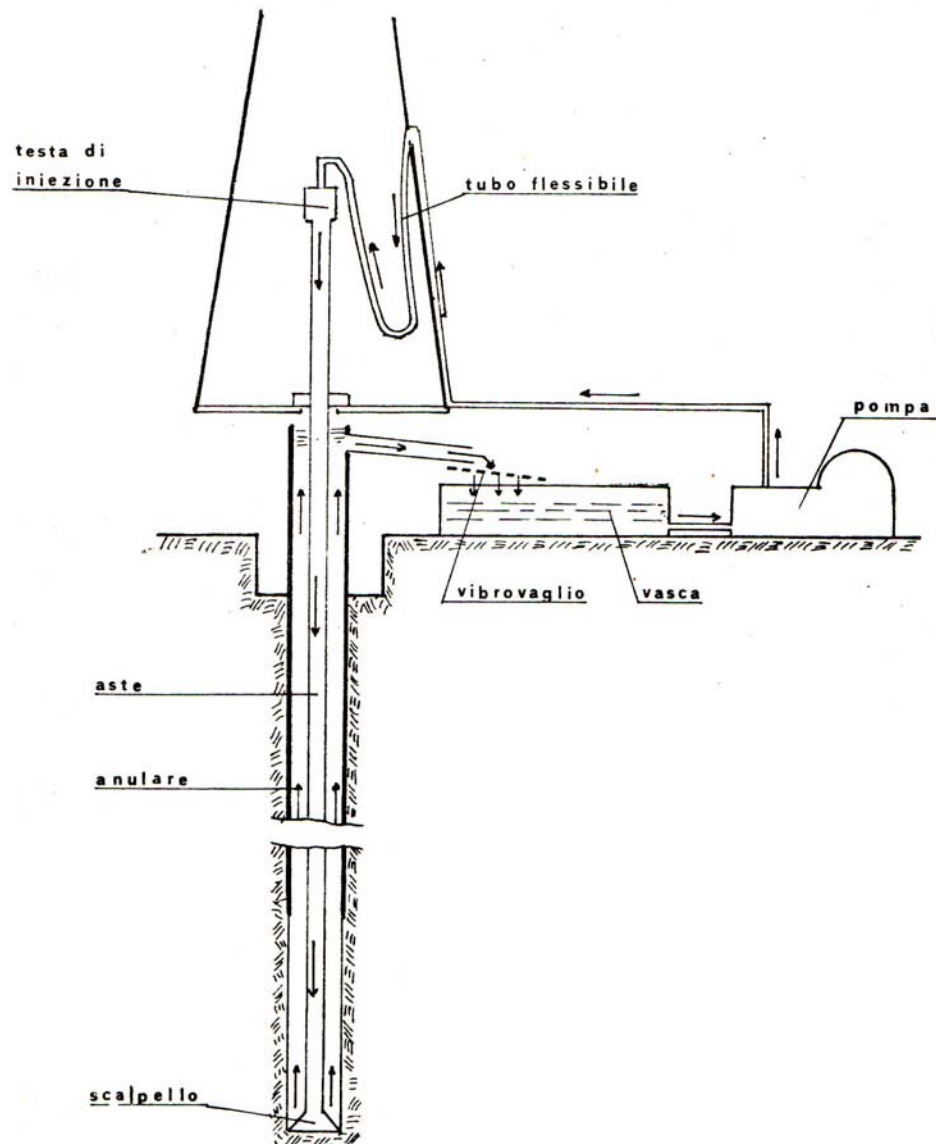 testa di
iniezione
tubo flessibile
pompa
vibrovaglio
vasca
aste
anulare
scalpello